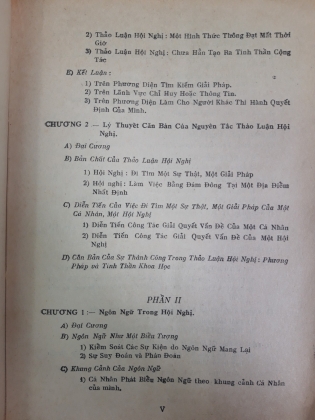 2) Thảo Luận Hội Nghị : Một Hình Thức Thông Đạt Mất Thời
Giờ
3) Thảo Luận Hội Nghị : Chưa Hẳn Tạo Ra Tinh Thần Cộng
Tác
E) Kết Luận :
1) Trên Phương Diện Tìm Kiếm Giải Pháp.
2) Trên Lãnh Vực Chỉ Huy Hoặc Thông Tin.
2) Trên Phương Diện Làm Cho Người Khác Thi Hành Quyết
Định Của Mình.
CHƯƠNG 2 — Lý Thuyết Căn Bản Của Nguyên Tắc Thảo Luận Hội
Nghị.
A) Đại Cương
B) Bản Chất Của Thảo Luận Hội Nghị
1) Hội Nghị : Đi Tìm Một Sự Thật, Một Giải Pháp
2) Hội nghị : Làm Việc Bằng Đám Đông Tại Một Địa Điểm
Nhất Định
C) Diễn Tiến Của Việc Đi Tìm Một Sự Thật, Một Giải Pháp Của Một
Cá Nhân, Một Hội Nghị
1) Diễn Tiến Công Tác Giải Quyết Vấn Đề Của Một Cá Nhân
2) Diễn Tiến Công Tác Giải Quyết Vấn Đề Của Một Hội
Nghị
D) Căn Bản Của Sự Thành Công Trong Thảo Luận Hội Nghị : Phương
Pháp và Tinh Thần Khoa Học
PHẦN II
CHƯƠNG 1 :— Ngôn Ngữ Trong Hội Nghị.
A) Đại Cương
B) Ngôn Ngữ Như Một Biểu Tượng
1) Kiểm Soát Các Sự Kiện do Ngôn Ngữ Mang Lại
2) Sự Suy Đoán và Phán Đoán
C) Khung Cảnh Của Ngôn Ngữ
1) Cá Nhân Phát Biểu Ngôn Ngữ theo khung cảnh Cá Nhân
của mình.
V